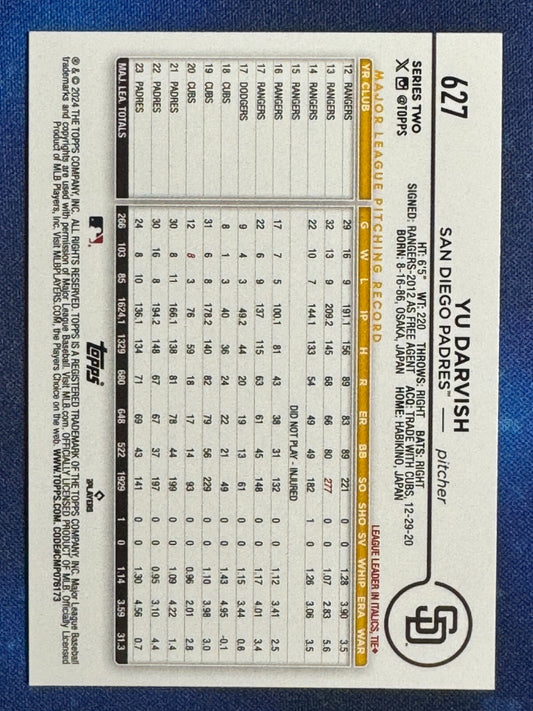 627
YU DARVISH
SAN DIEGO PADRES™ — pitcher
SD
SERIES TWO
@TOPPS
HT: 6'5" WT: 220 THROWS: RIGHT BATS: RIGHT
SIGNED: RANGERS-2012 AS FREE AGENT ACQ: TRADE WITH CUBS, 12-29-20
BORN: 8-16-86, OSAKA, JAPAN HOME: HABIKINO, JAPAN
MAJOR LEAGUE PITCHING RECORD LEAGUE LEADER IN ITALICS, TIE♦
YR CLUB G W L IP H R ER BB SO SHO SV WHIP ERA WAR
12 RANGERS 29 16 9 191.1 156 89 83 89 221 0 0 1.28 3.90 3.5
13 RANGERS 32 13 9 209.2 145 68 66 80 277 0 0 1.07 2.83 5.6
14 RANGERS 22 10 7 144.1 133 54 49 49 182 1 0 1.26 3.06 3.5
15 RANGERS DID NOT PLAY - INJURED
16 RANGERS 17 7 5 100.1 81 43 38 31 132 0 0 1.12 3.41 2.5
17 RANGERS 22 6 9 137 115 63 61 45 148 0 0 1.17 4.01 3.4
17 DODGERS 9 4 3 49.2 44 20 19 13 61 0 0 1.15 3.44 0.6
18 CUBS 8 1 3 40 36 24 22 21 49 0 0 1.43 4.95 -0.1
19 CUBS 31 6 8 178.2 140 82 79 56 229 0 0 1.10 3.98 3.0
20 CUBS 12 8 3 76 59 18 17 14 93 0 0 0.96 2.01 2.8
21 PADRES 30 8 11 166.1 138 81 78 44 199 0 0 1.09 4.22 1.4
22 PADRES 30 16 8 194.2 148 67 67 37 197 0 0 0.95 3.10 4.4
23 PADRES 24 8 10 136.1 134 71 69 43 141 0 0 1.30 4.56 0.7
MAJ. LEA. TOTALS 266 103 85 1624.1 1329 680 648 522 1929 1 0 1.14 3.59 31.3
topps
PLAYERS
® & © 2024 THE TOPPS COMPANY, INC. ALL RIGHTS RESERVED. TOPPS IS A REGISTERED TRADEMARK OF THE TOPPS COMPANY, INC. Major League Baseball
trademarks and copyrights are used with permission of Major League Baseball. Visit MLB.com. OFFICIALLY LICENSED PRODUCT OF MLB. Officially Licensed
Product of MLB Players, Inc. Visit MLBPLAYERS.COM, the Players Choice on the web. WWW.TOPPS.COM. CODE#CMP076173